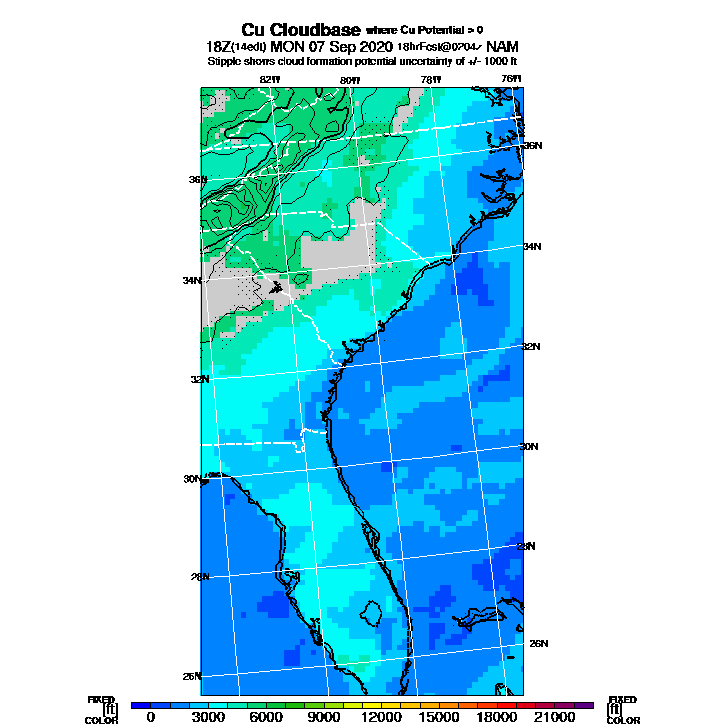 Cu Cloudbase where Cu Potential > 0
18Z(14edt) MON 07 Sep 2020 18hrFcst@0704z NAM
Stipple shows cloud formation potential uncertainty of +/- 1000 ft
82W 80W 78W 76W
36N
36N
34N
34N
32N
32N
30N
30N
28N
28N
26N
26N
FIXED FIXED
[ft] [ft]
COLOR COLOR
0 3000 6000 9000 12000 15000 18000 21000